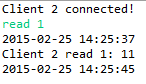 Client 2 connected!
read 1
2015-02-25 14:25:37
Client 2 read 1: 11
2015-02-25 14:25:45